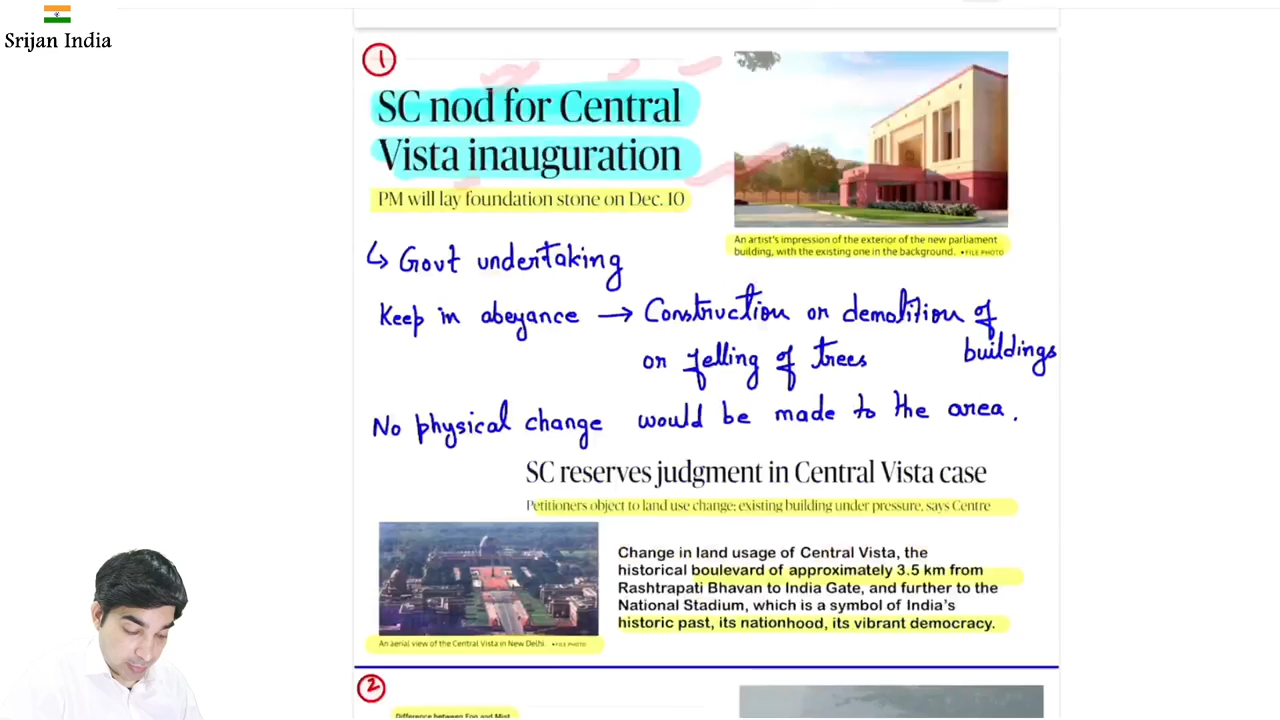 Srijan India
1
SC nod for Central
Vista inauguration
PM will lay foundation stone on Dec. 10
An artist's impression of the exterior of the new parliament
building, with the existing one in the background. •FILE PHOTO
↳ Govt undertaking
Keep in abeyance → Construction or demolition of
buildings
or felling of trees
No physical change would be made to the area.
SC reserves judgment in Central Vista case
Petitioners object to land use change; existing building under pressure, says Centre
Change in land usage of Central Vista, the
historical boulevard of approximately 3.5 km from
Rashtrapati Bhavan to India Gate, and further to the
National Stadium, which is a symbol of India's
historic past, its nationhood, its vibrant democracy.
An aerial view of the Central Vista in New Delhi. •FILE PHOTO
2
Difference between Fog and Mist